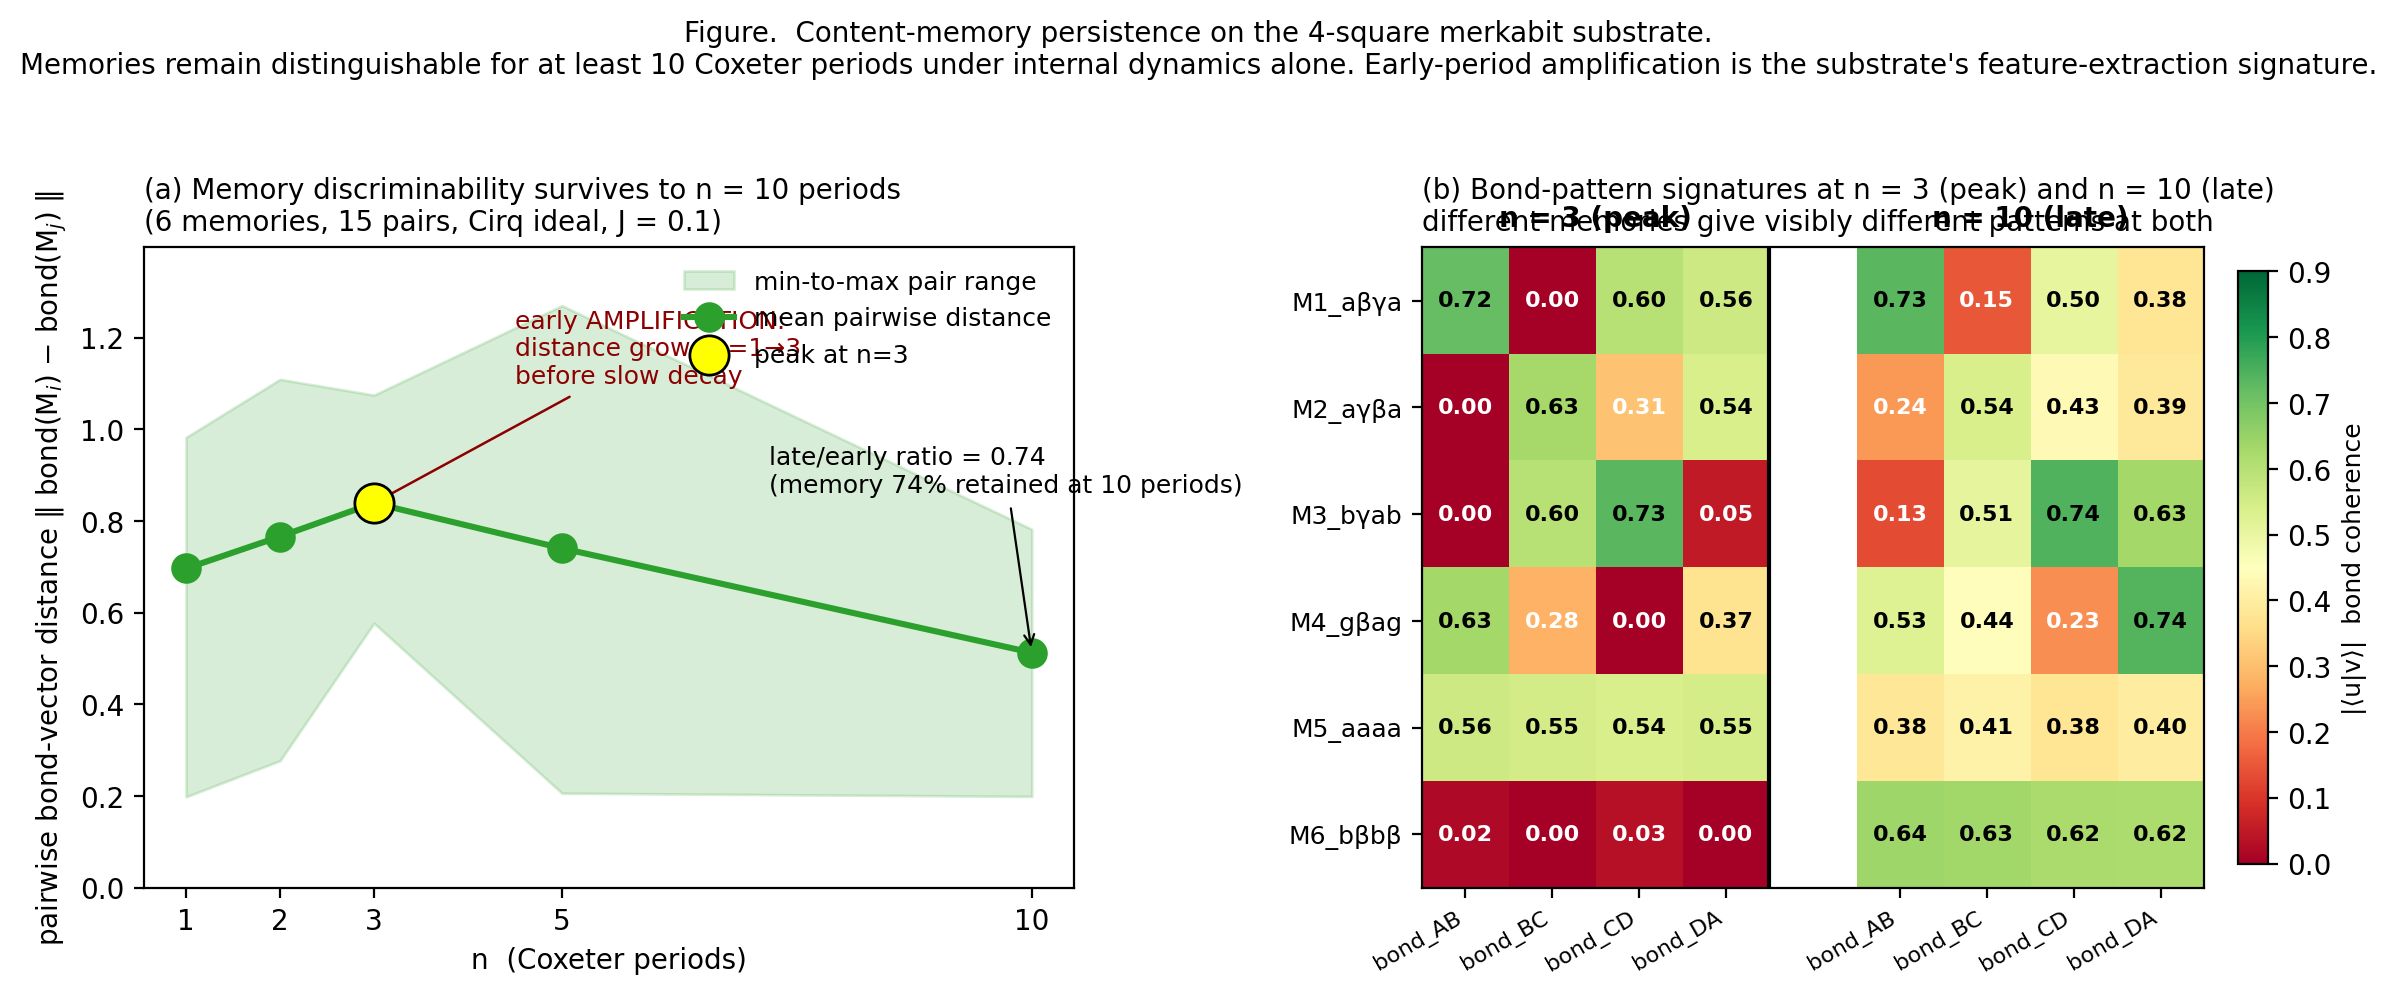 Figure.  Content-memory persistence on the 4-square merkabit substrate.
Memories remain distinguishable for at least 10 Coxeter periods under internal dynamics alone. Early-period amplification is the substrate's feature-extraction signature.
(a) Memory discriminability survives to n = 10 periods
(6 memories, 15 pairs, Cirq ideal, J = 0.1)
pairwise bond-vector distance ‖ bond(M_i) − bond(M_j) ‖
1.2
1.0
0.8
0.6
0.4
0.2
0.0
min-to-max pair range
mean pairwise distance
peak at n=3
early AMPLIFICATION:
distance grows n=1→3
before slow decay
late/early ratio = 0.74
(memory 74% retained at 10 periods)
1 2 3 5 10
n  (Coxeter periods)
(b) Bond-pattern signatures at n = 3 (peak) and n = 10 (late)
different memories give visibly different patterns at both
n = 3 (peak) n = 10 (late)
M1_aβγa 0.72 0.00 0.60 0.56 0.73 0.15 0.50 0.38
M2_aγβa 0.00 0.63 0.31 0.54 0.24 0.54 0.43 0.39
M3_bγab 0.00 0.60 0.73 0.05 0.13 0.51 0.74 0.63
M4_gβag 0.63 0.28 0.00 0.37 0.53 0.44 0.23 0.74
M5_aaaa 0.56 0.55 0.54 0.55 0.38 0.41 0.38 0.40
M6_bβbβ 0.02 0.00 0.03 0.00 0.64 0.63 0.62 0.62
bond_AB bond_BC bond_CD bond_DA bond_AB bond_BC bond_CD bond_DA
0.9
0.8
0.7
0.6
0.5
0.4
0.3
0.2
0.1
0.0
|⟨u|v⟩|  bond coherence